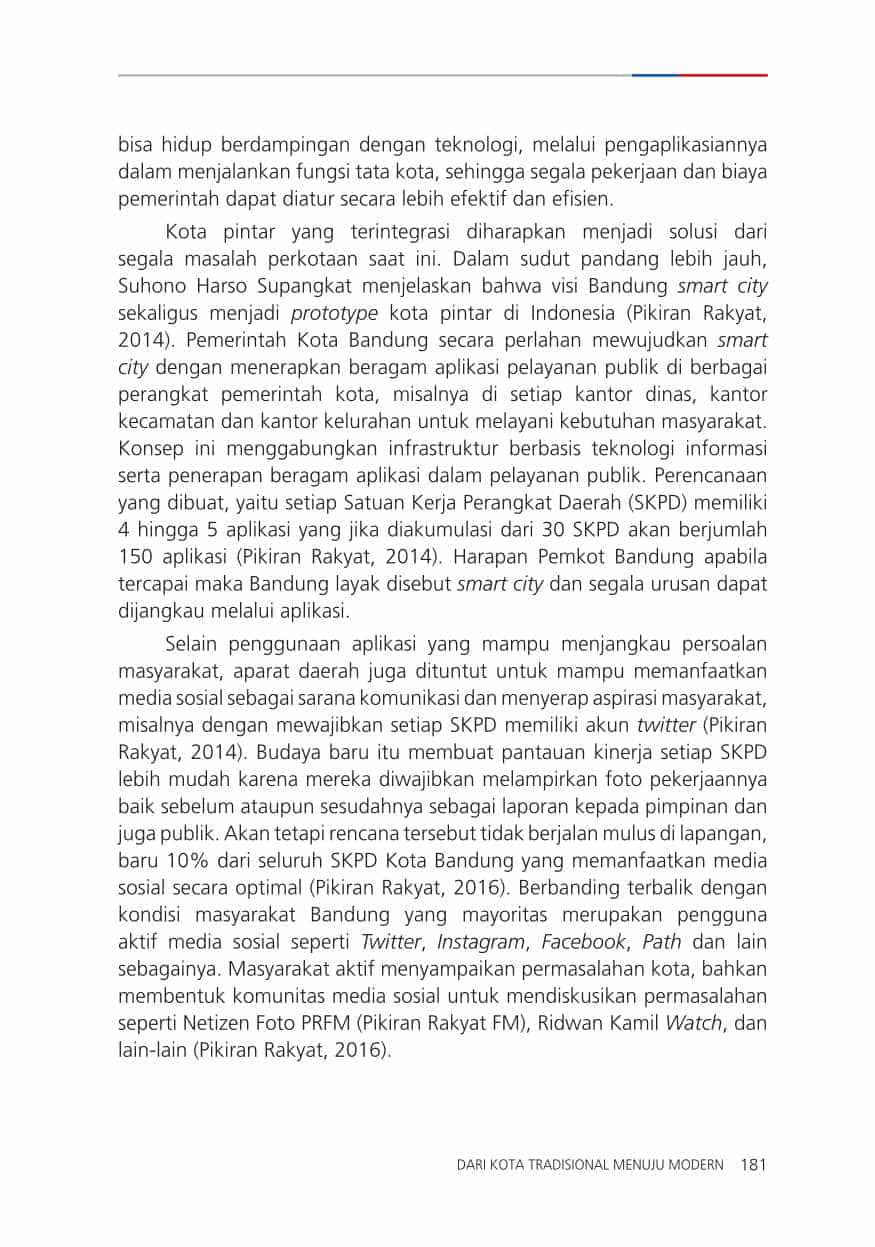 bisa hidup berdampingan dengan teknologi, melalui pengaplikasiannya
dalam menjalankan fungsi tata kota, sehingga segala pekerjaan dan biaya
pemerintah dapat diatur secara lebih efektif dan efisien.
Kota pintar yang terintegrasi diharapkan menjadi solusi dari
segala masalah perkotaan saat ini. Dalam sudut pandang lebih jauh,
Suhono Harso Supangkat menjelaskan bahwa visi Bandung smart city
sekaligus menjadi prototype kota pintar di Indonesia (Pikiran Rakyat,
2014). Pemerintah Kota Bandung secara perlahan mewujudkan smart
city dengan menerapkan beragam aplikasi pelayanan publik di berbagai
perangkat pemerintah kota, misalnya di setiap kantor dinas, kantor
kecamatan dan kantor kelurahan untuk melayani kebutuhan masyarakat.
Konsep ini menggabungkan infrastruktur berbasis teknologi informasi
serta penerapan beragam aplikasi dalam pelayanan publik. Perencanaan
yang dibuat, yaitu setiap Satuan Kerja Perangkat Daerah (SKPD) memiliki
4 hingga 5 aplikasi yang jika diakumulasi dari 30 SKPD akan berjumlah
150 aplikasi (Pikiran Rakyat, 2014). Harapan Pemkot Bandung apabila
tercapai maka Bandung layak disebut smart city dan segala urusan dapat
dijangkau melalui aplikasi.
Selain penggunaan aplikasi yang mampu menjangkau persoalan
masyarakat, aparat daerah juga dituntut untuk mampu memanfaatkan
media sosial sebagai sarana komunikasi dan menyerap aspirasi masyarakat,
misalnya dengan mewajibkan setiap SKPD memiliki akun twitter (Pikiran
Rakyat, 2014). Budaya baru itu membuat pantauan kinerja setiap SKPD
lebih mudah karena mereka diwajibkan melampirkan foto pekerjaannya
baik sebelum ataupun sesudahnya sebagai laporan kepada pimpinan dan
juga publik. Akan tetapi rencana tersebut tidak berjalan mulus di lapangan,
baru 10% dari seluruh SKPD Kota Bandung yang memanfaatkan media
sosial secara optimal (Pikiran Rakyat, 2016). Berbanding terbalik dengan
kondisi masyarakat Bandung yang mayoritas merupakan pengguna
aktif media sosial seperti Twitter, Instagram, Facebook, Path dan lain
sebagainya. Masyarakat aktif menyampaikan permasalahan kota, bahkan
membentuk komunitas media sosial untuk mendiskusikan permasalahan
seperti Netizen Foto PRFM (Pikiran Rakyat FM), Ridwan Kamil Watch, dan
lain-lain (Pikiran Rakyat, 2016).
DARI KOTA TRADISIONAL MENUJU MODERN 181